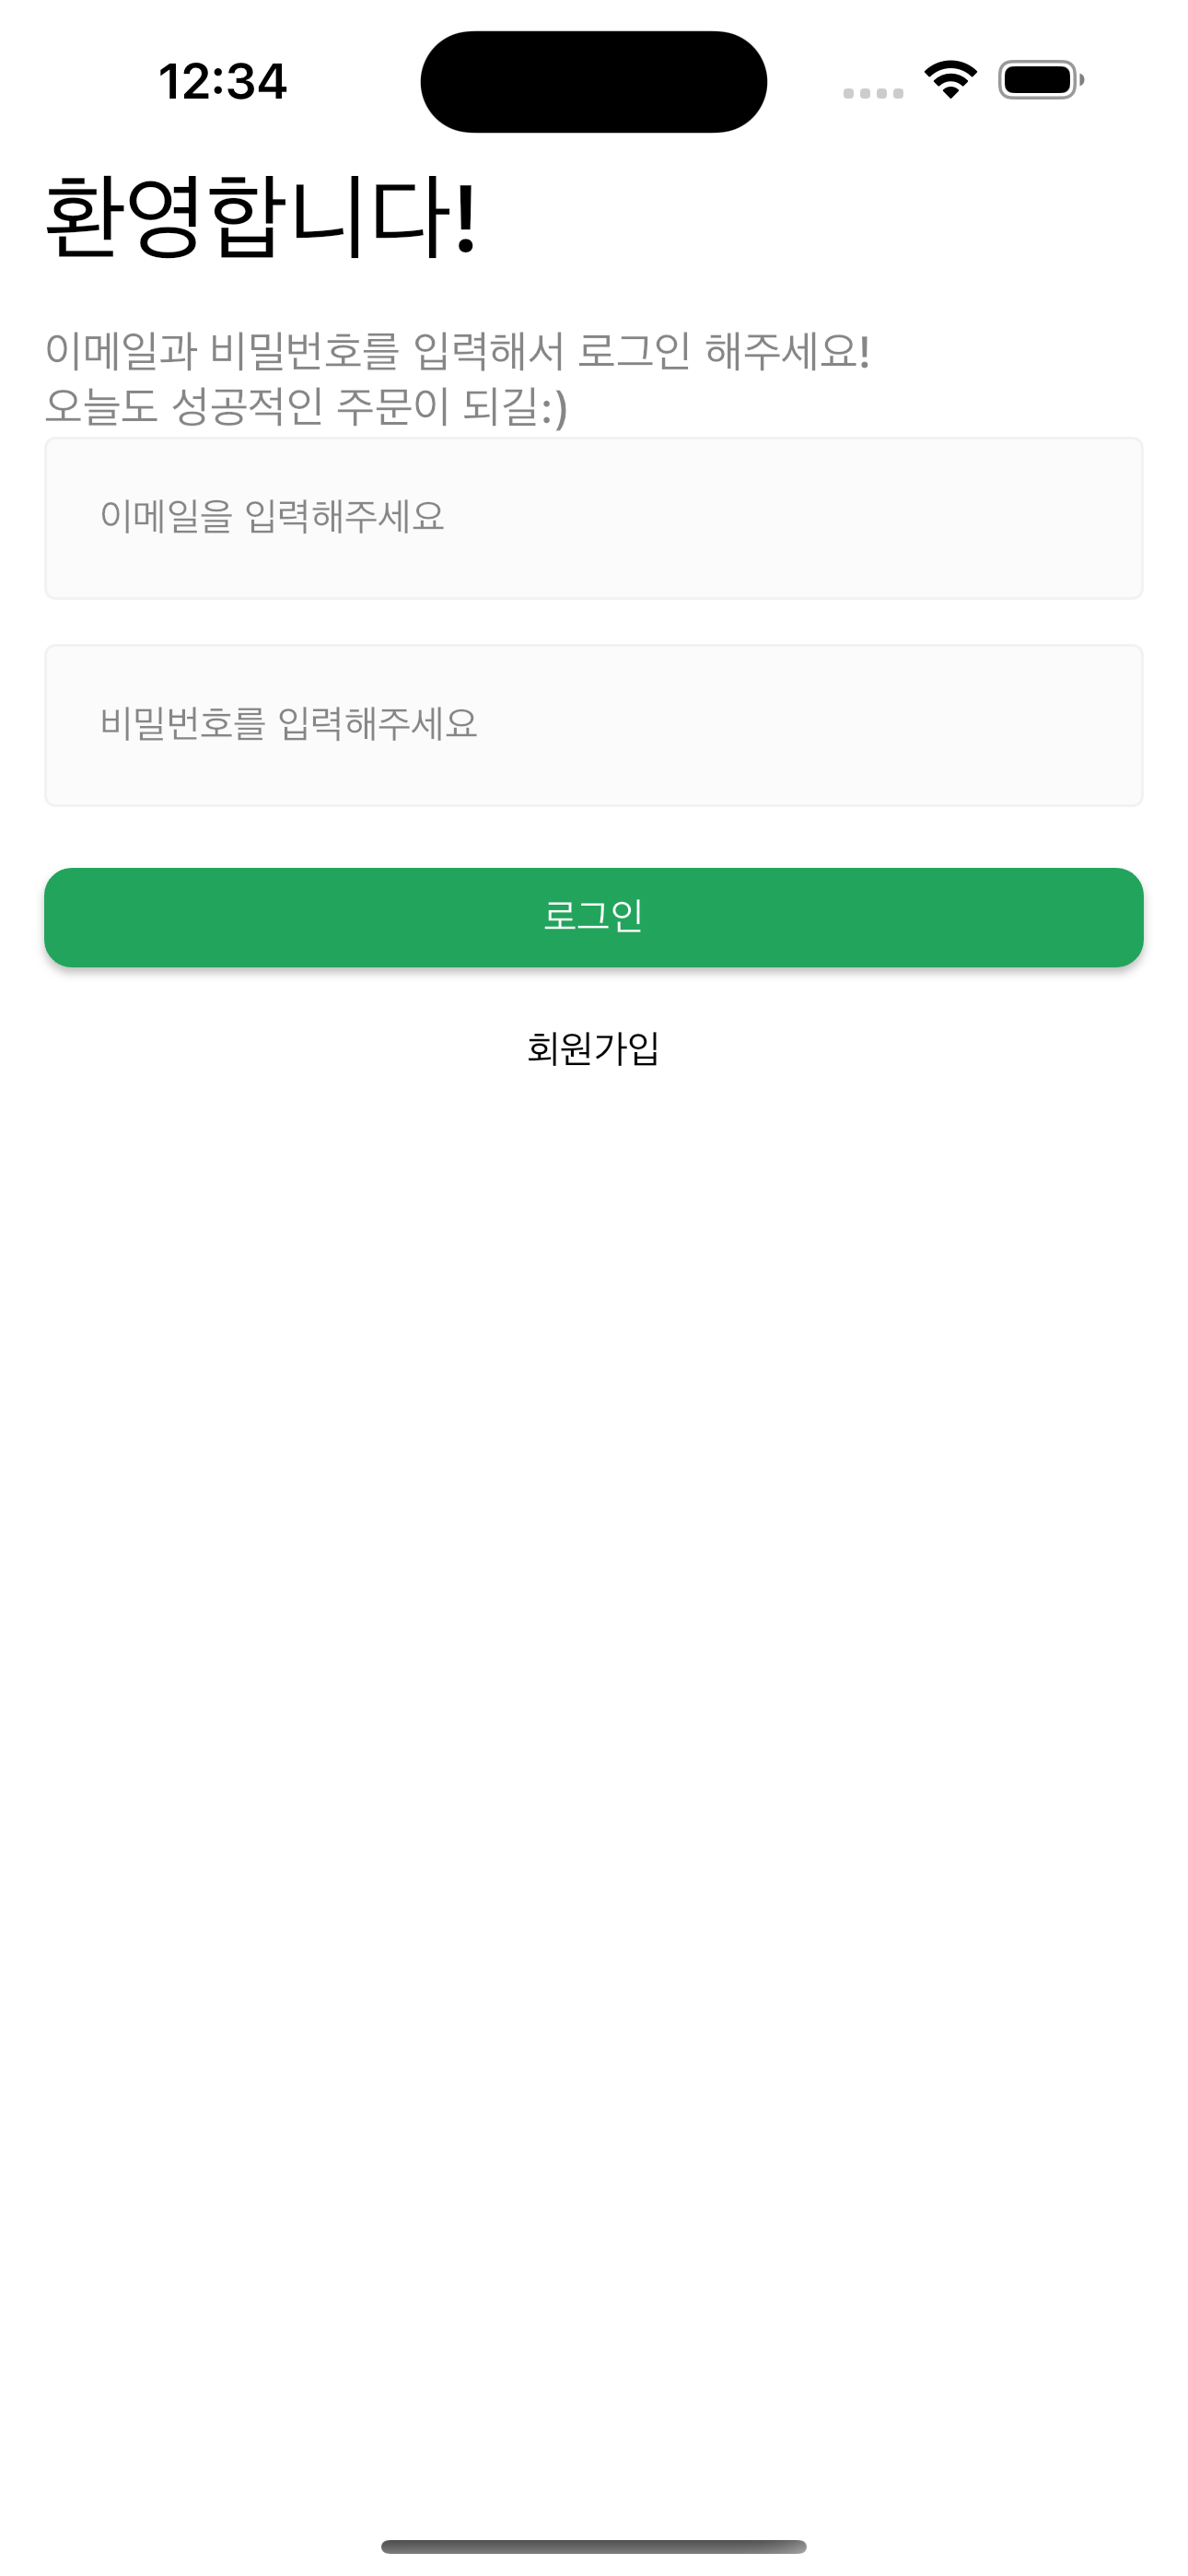 12:34
환영합니다!
이메일과 비밀번호를 입력해서 로그인 해주세요!
오늘도 성공적인 주문이 되길:)
이메일을 입력해주세요
비밀번호를 입력해주세요
로그인
회원가입